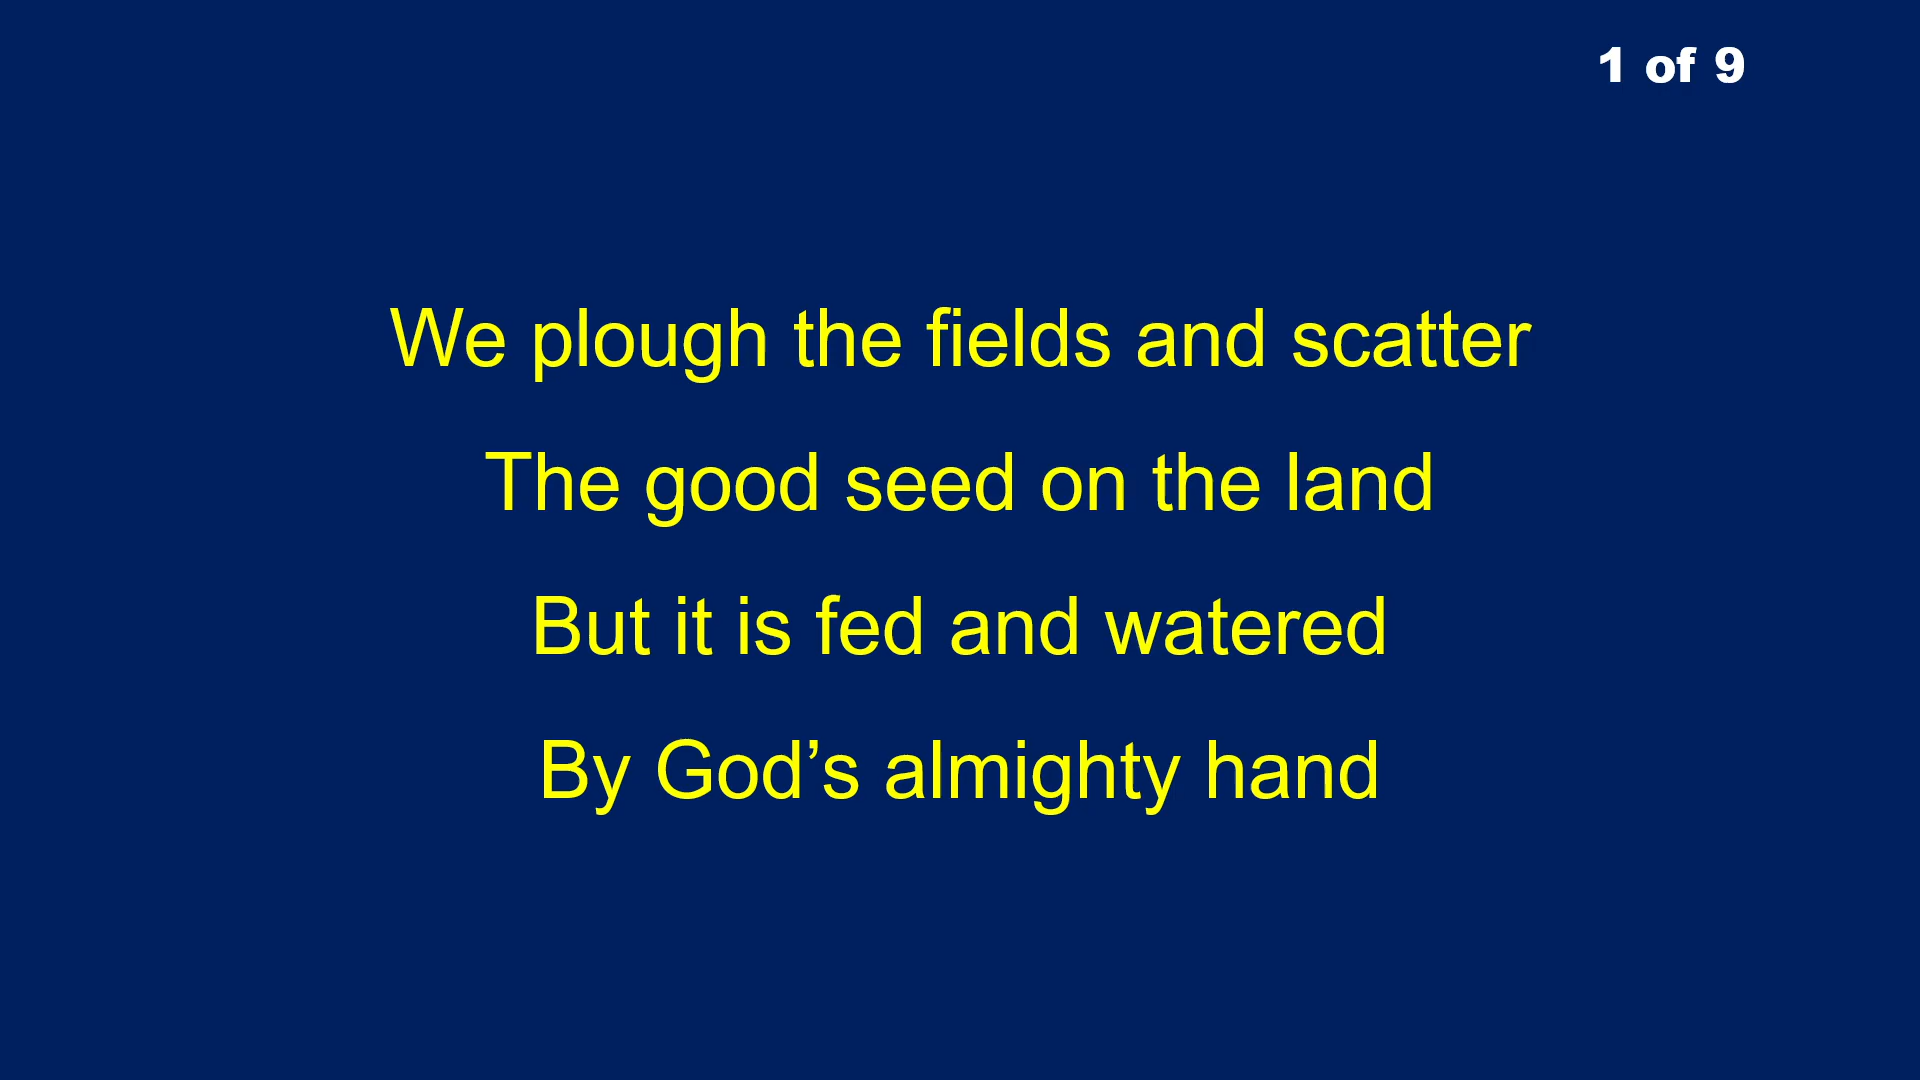 1 of 9
We plough the fields and scatter
The good seed on the land
But it is fed and watered
By God’s almighty hand